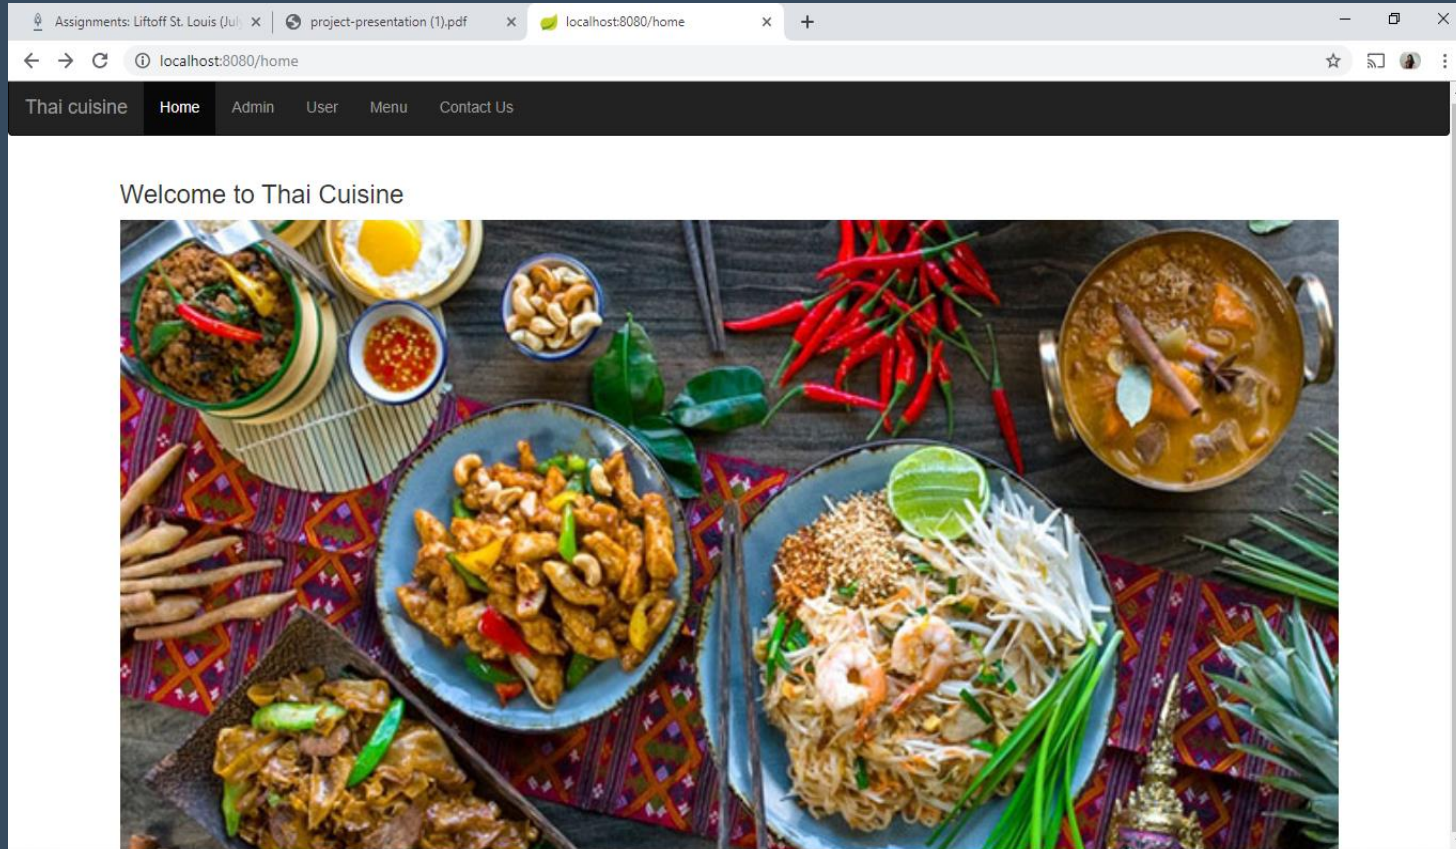 Assignments: Liftoff St. Louis (July
project-presentation (1).pdf
localhost:8080/home
localhost:8080/home
Thai cuisine Home Admin User Menu Contact Us
Welcome to Thai Cuisine